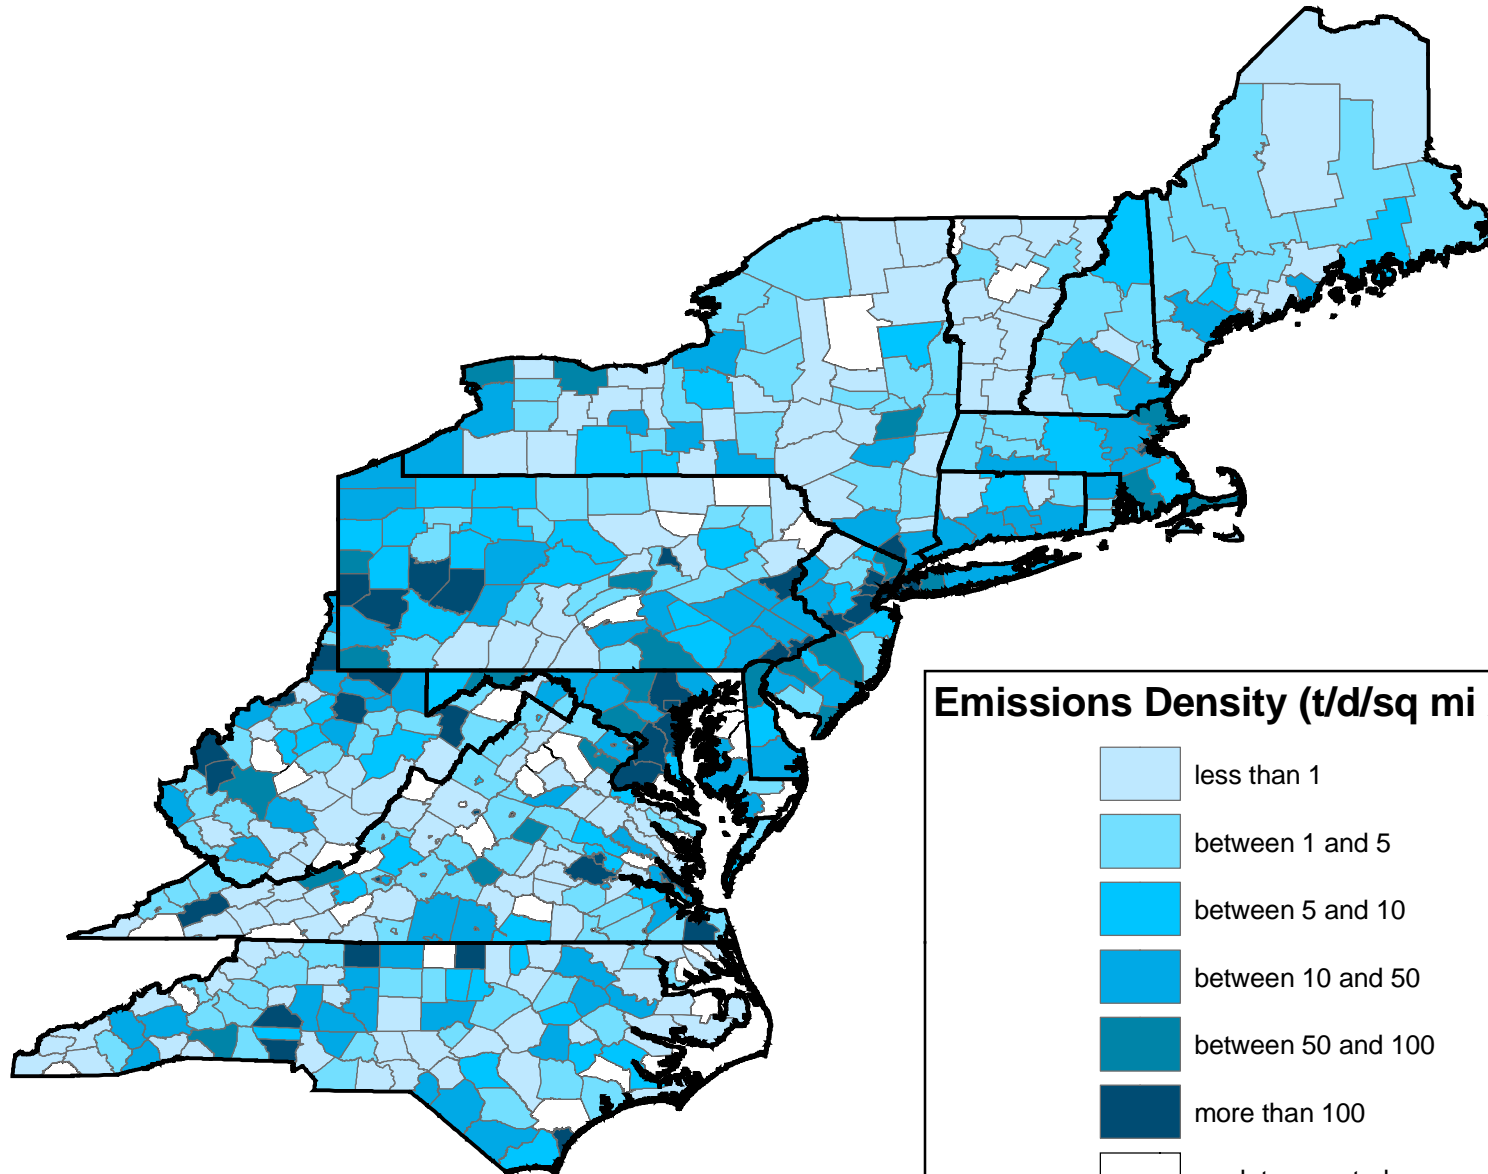 Emissions Density (t/d/sq mi
less than 1
between 1 and 5
between 5 and 10
between 10 and 50
between 50 and 100
more than 100